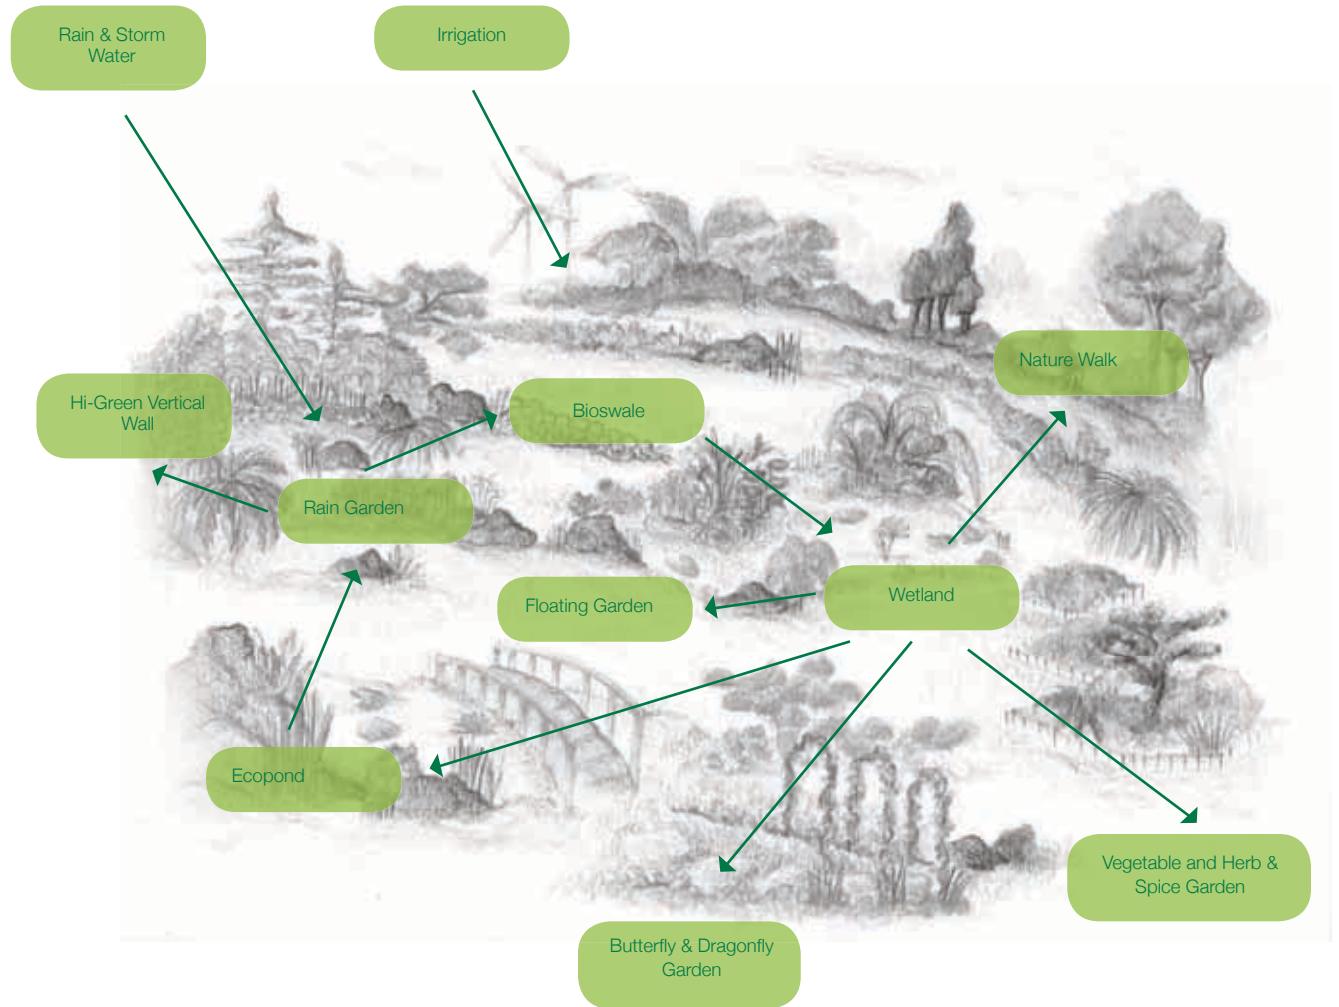 Rain & Storm
Water
Irrigation
Nature Walk
Hi-Green Vertical
Wall
Bioswale
Rain Garden
Floating Garden
Wetland
Ecopond
Vegetable and Herb &
Spice Garden
Butterfly & Dragonfly
Garden